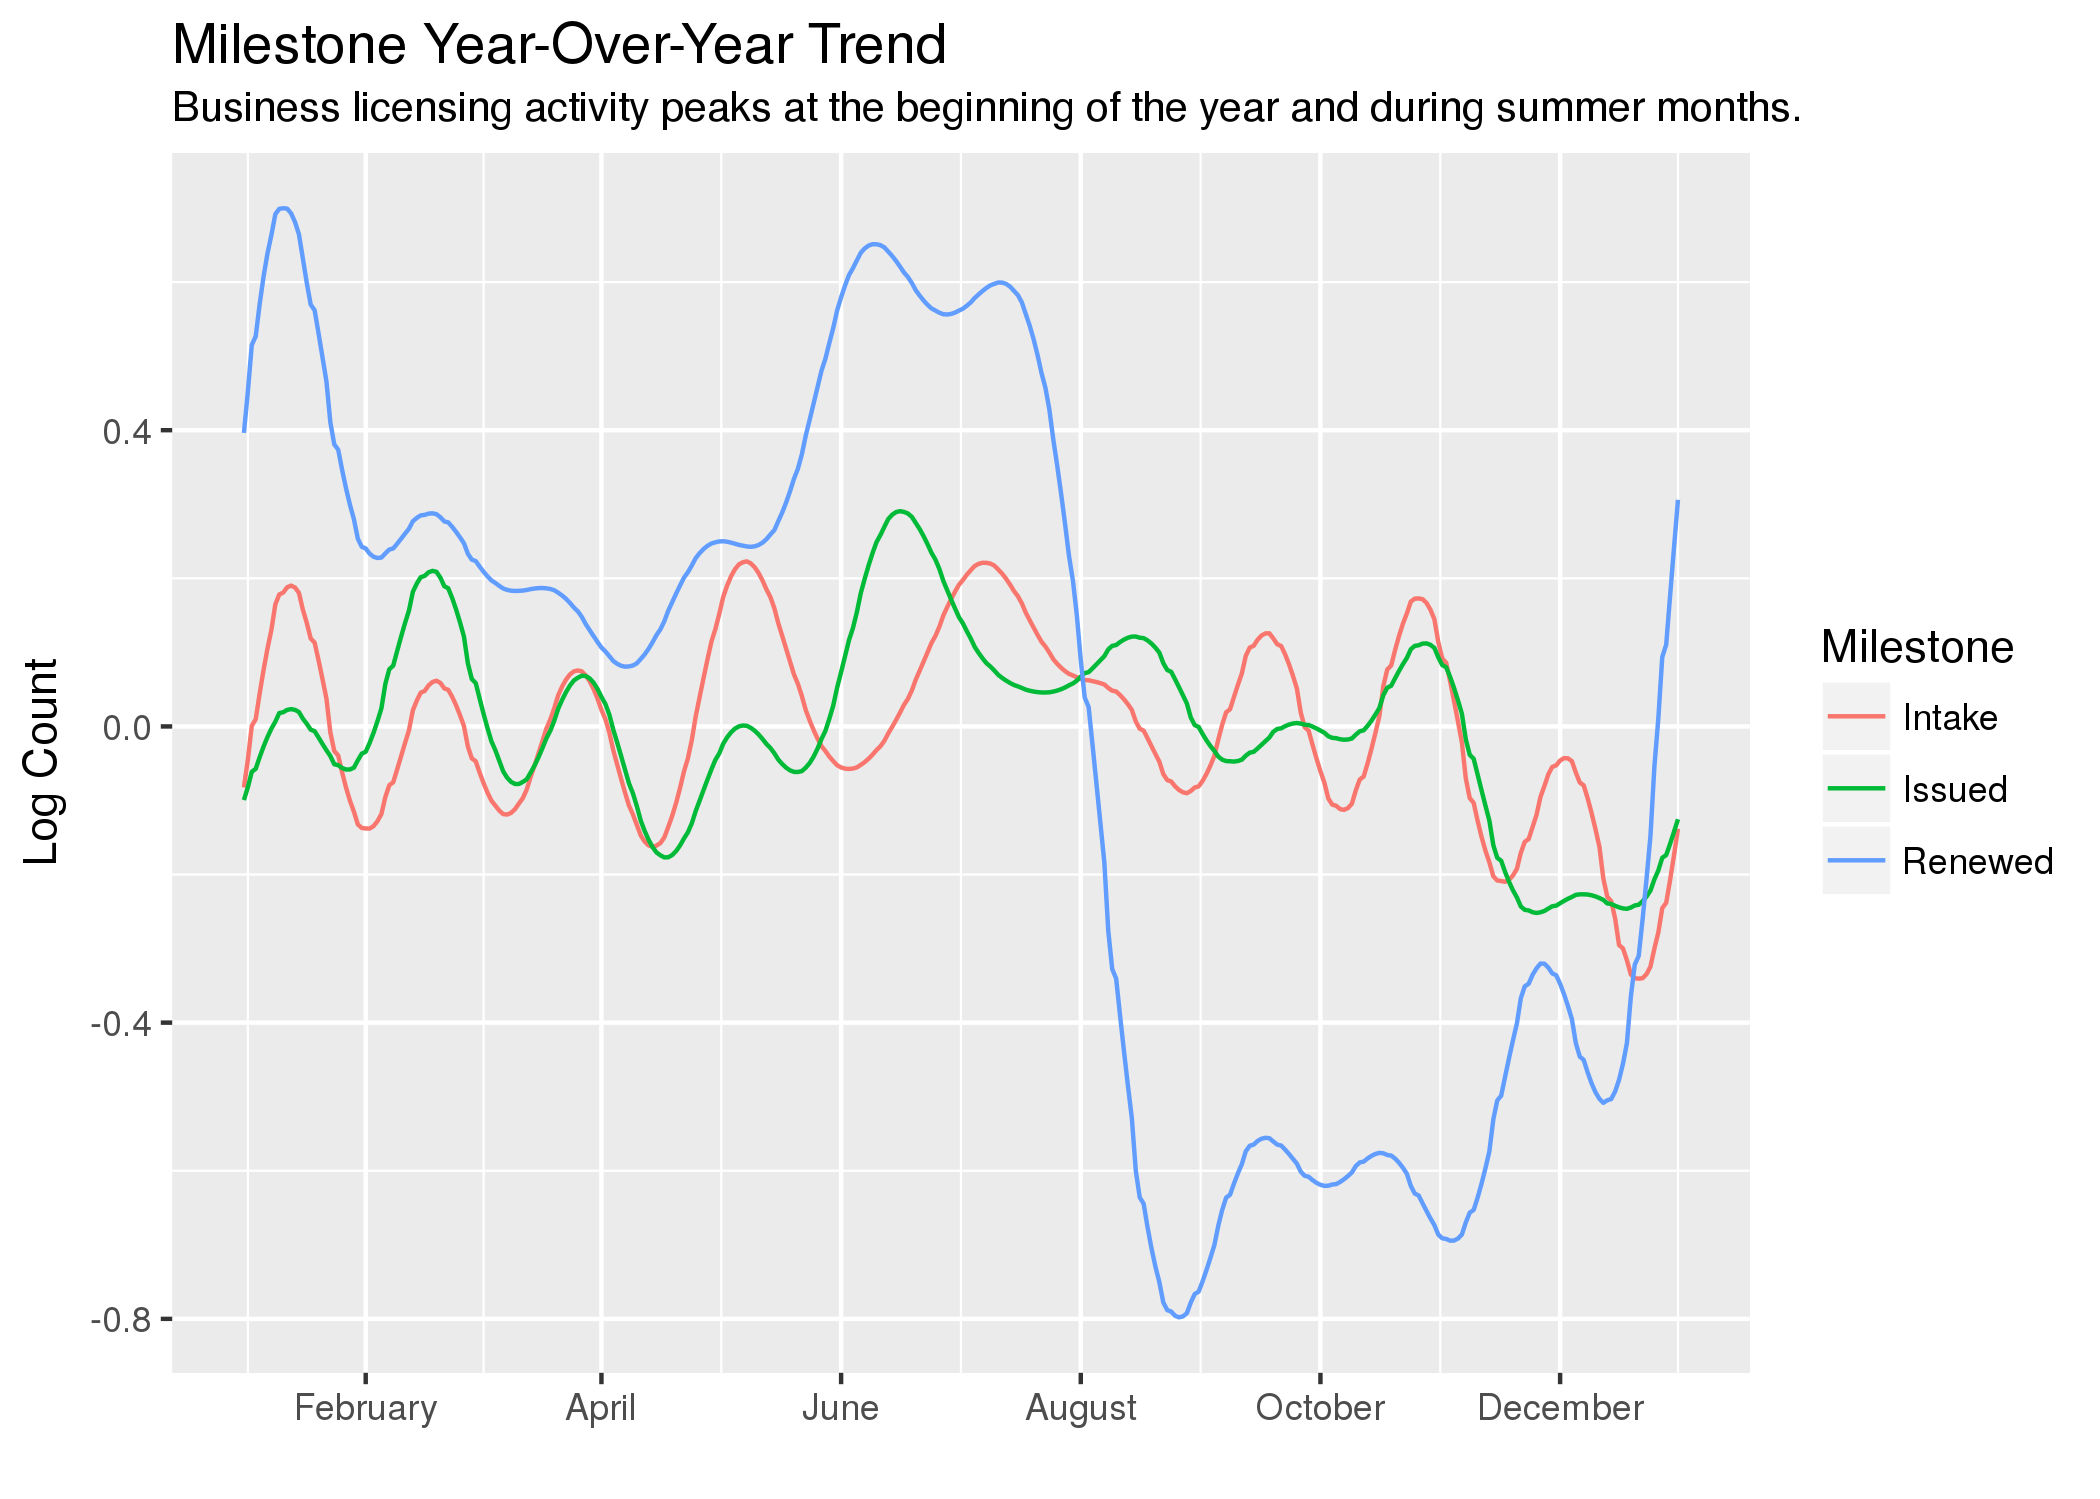 Milestone Year-Over-Year Trend
Business licensing activity peaks at the beginning of the year and during summer months.
Log Count
0.4
0.0
-0.4
-0.8
February April June August October December
Milestone
Intake
Issued
Renewed